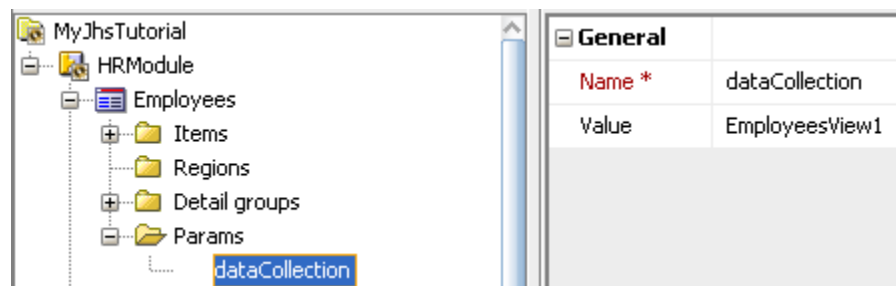 MyJhsTutorial
HRModule
Employees
Items
Regions
Detail groups
Params
dataCollection
General
Name * dataCollection
Value EmployeesView1